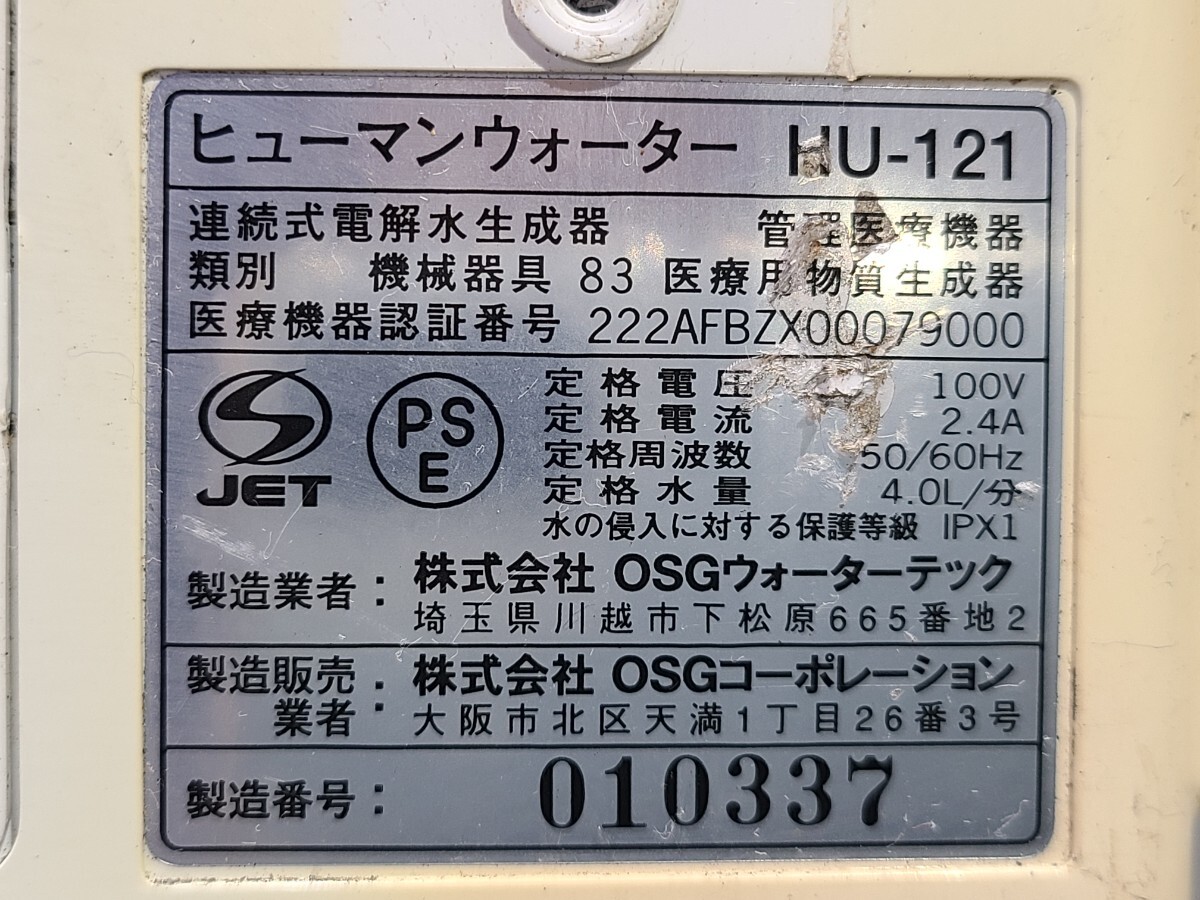 ヒューマンウォーター HU-121
連続式電解水生成器 管理医療機器
類別 機械器具 83 医療用物質生成器
医療機器認証番号 222AFBZX00079000
JET
PS
E
定格電圧 100V
定格電流 2.4A
定格周波数 50/60Hz
定格水量 4.0L/分
水の侵入に対する保護等級 IPX1
製造業者: 株式会社 OSGウォーターテック
埼玉県川越市下松原665番地2
製造販売業者: 株式会社 OSGコーポレーション
大阪市北区天満1丁目26番3号
製造番号: 010337